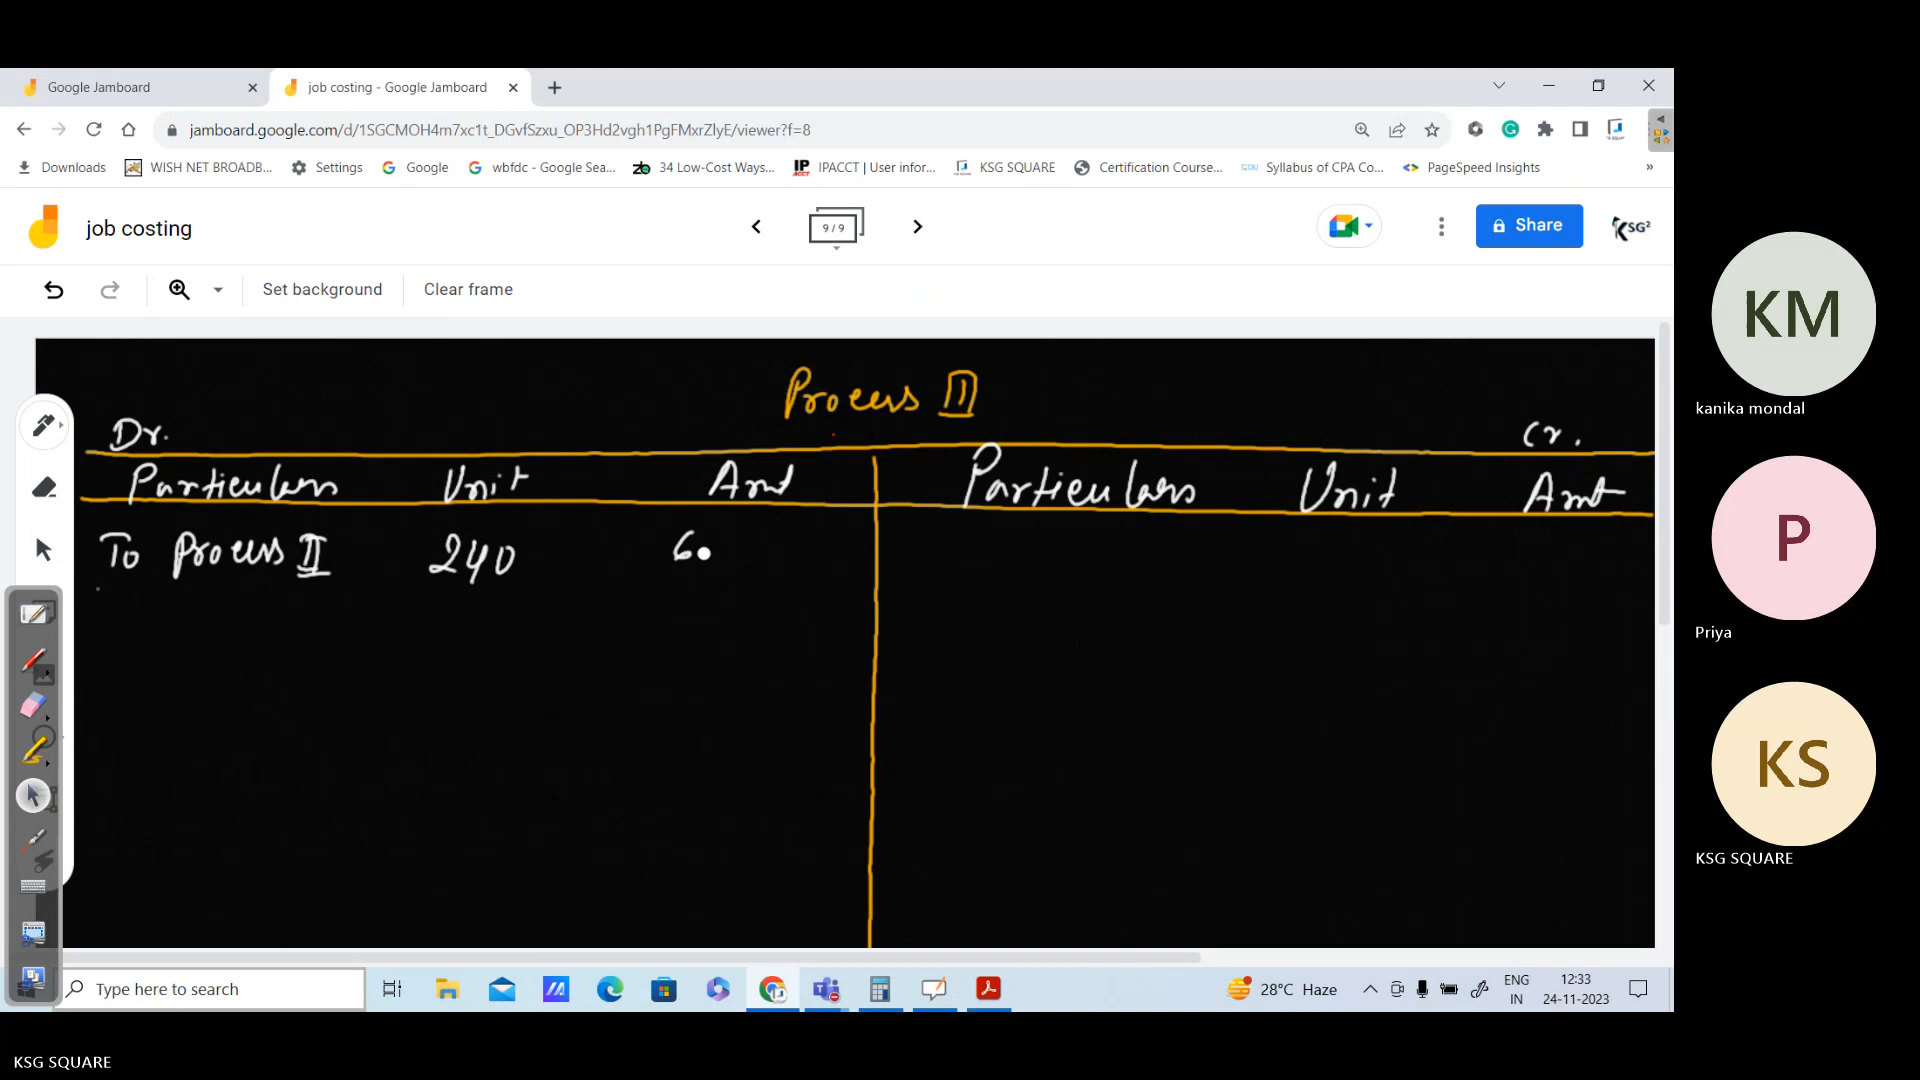 Google Jamboard
job costing - Google Jamboard
jamboard.google.com/d/1SGCMOH4m7xc1t_DGvfSzxu_OP3Hd2vgh1PgFMxrZlyE/viewer?f=8
Downloads WISH NET BROADB... Settings Google wbfdc - Google Sea... 34 Low-Cost Ways... IPACCT | User infor... KSG SQUARE Certification Course... Syllabus of CPA Co... PageSpeed Insights »
job costing
9 / 9
Share
KSG²
Set background
Clear frame
Process III
Dr. Cr.
Particulars Unit Amt Particulars Unit Amt
To Process II 240 6
KM
kanika mondal
P
Priya
KS
KSG SQUARE
Type here to search
28°C Haze
ENG
IN
12:33
24-11-2023
KSG SQUARE